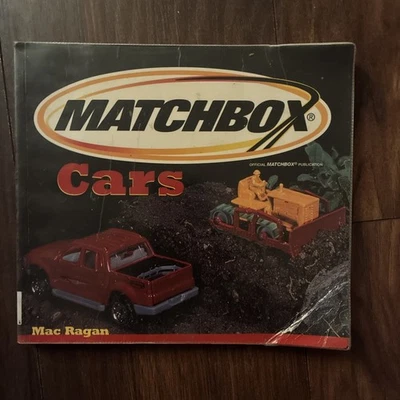 MATCHBOX®
OFFICIAL MATCHBOX® PUBLICATION
Cars
Mac Ragan